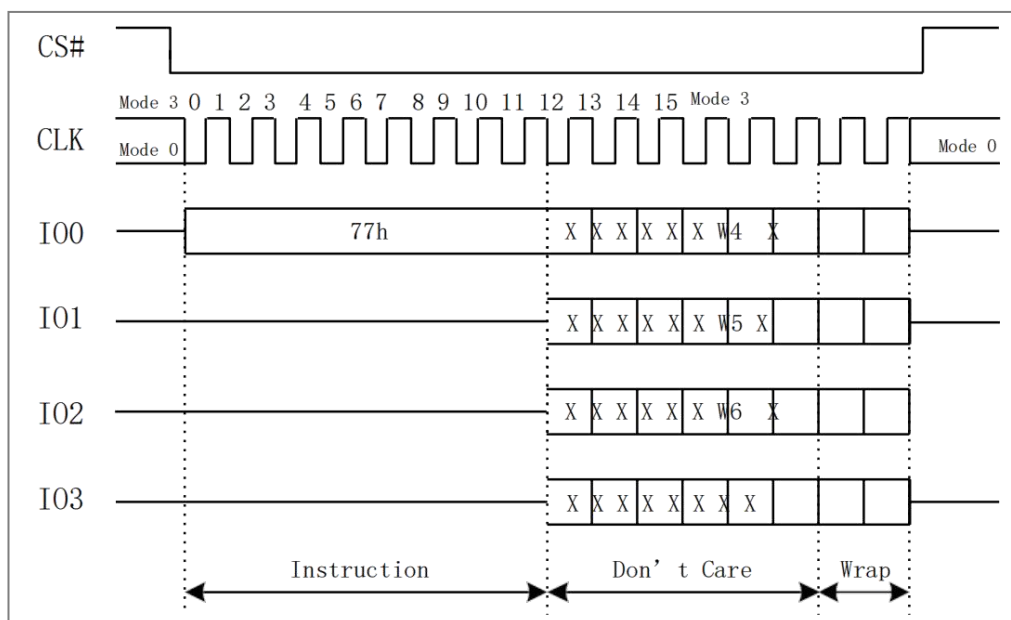 CS#
Mode 3 0 1 2 3 4 5 6 7 8 9 10 11 12 13 14 15 Mode 3
CLK
Mode 0 Mode 0
IO0 77h X X X X X X W4 X
IO1 X X X X X X W5 X
IO2 X X X X X X W6 X
IO3 X X X X X X X X
Instruction Don't Care Wrap